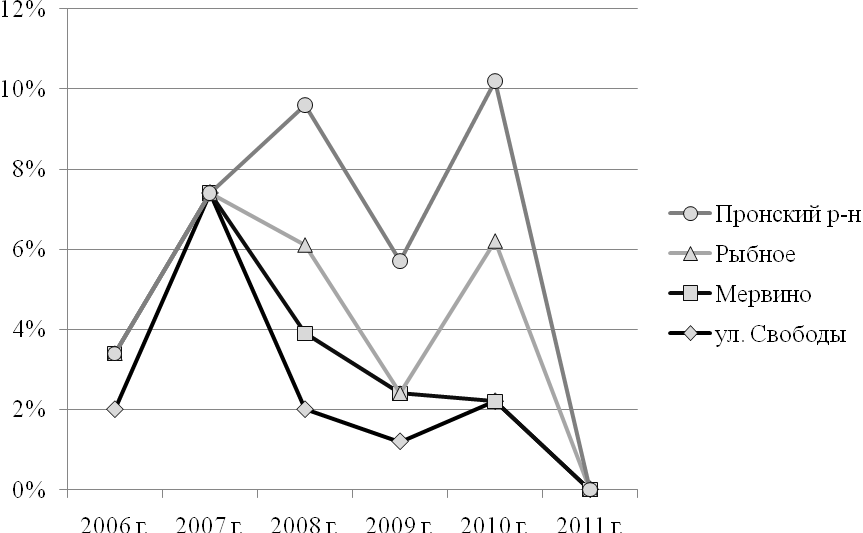 12%
10%
8%
6%
4%
2%
0%
2006 г. 2007 г. 2008 г. 2009 г. 2010 г. 2011 г.
Пронский р-н
Рыбное
Мервино
ул. Свободы